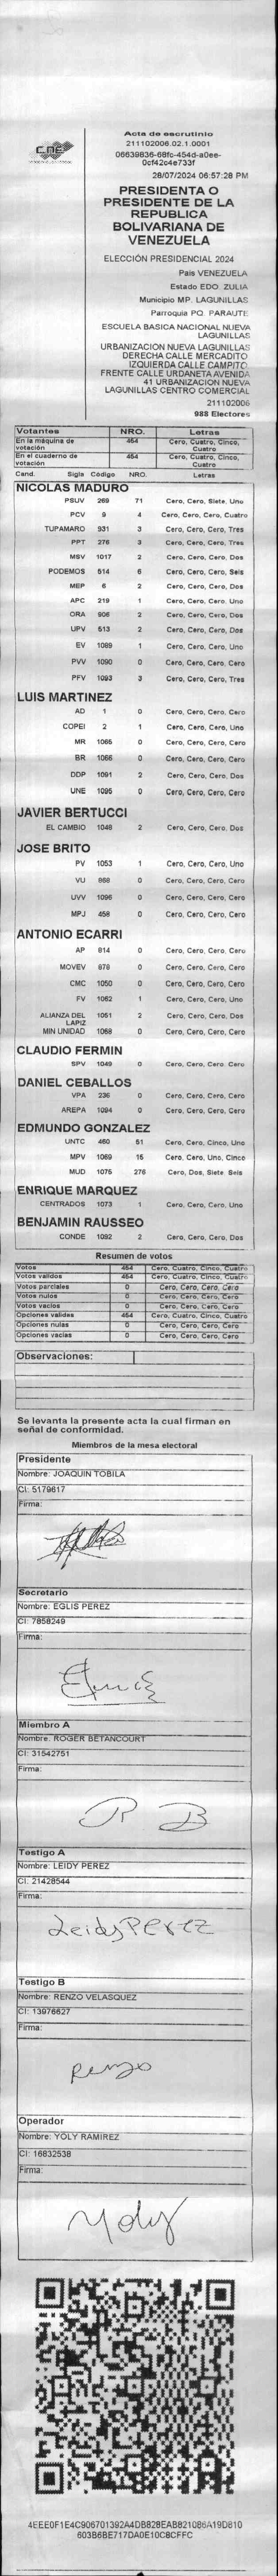 CNE
Acta de escrutinio
211102006.02.1.0001
06639836-68fc-454d-a0ee-
0cf42c4e733f
28/07/2024 06:57:28 PM
PRESIDENTA O
PRESIDENTE DE LA
REPUBLICA
BOLIVARIANA DE
VENEZUELA
ELECCIÓN PRESIDENCIAL 2024
Pais VENEZUELA
Estado EDO. ZULIA
Municipio MP. LAGUNILLAS
Parroquia PQ. PARAUTE
ESCUELA BASICA NACIONAL NUEVA
LAGUNILLAS
URBANIZACION NUEVA LAGUNILLAS
DERECHA CALLE MERCADITO
IZQUIERDA CALLE CAMPITO.
FRENTE CALLE URDANETA AVENIDA
41 URBANIZACION NUEVA
LAGUNILLAS CENTRO COMERCIAL
211102006
988 Electores
Votantes NRO. Letras
En la máquina de votación 454 Cero, Cuatro, Cinco, Cuatro
En el cuaderno de votación 454 Cero, Cuatro, Cinco, Cuatro
Cand. Sigla Código NRO. Letras
NICOLAS MADURO
PSUV 269 71 Cero, Cero, Siete, Uno
PCV 9 4 Cero, Cero, Cero, Cuatro
TUPAMARO 931 3 Cero, Cero, Cero, Tres
PPT 276 3 Cero, Cero, Cero, Tres
MSV 1017 2 Cero, Cero, Cero, Dos
PODEMOS 514 6 Cero, Cero, Cero, Seis
MEP 6 2 Cero, Cero, Cero, Dos
APC 219 1 Cero, Cero, Cero, Uno
ORA 906 2 Cero, Cero, Cero, Dos
UPV 513 2 Cero, Cero, Cero, Dos
EV 1089 1 Cero, Cero, Cero, Uno
PVV 1090 0 Cero, Cero, Cero, Cero
PFV 1093 3 Cero, Cero, Cero, Tres
LUIS MARTINEZ
AD 1 0 Cero, Cero, Cero, Cero
COPEI 2 1 Cero, Cero, Cero, Uno
MR 1065 0 Cero, Cero, Cero, Cero
BR 1066 0 Cero, Cero, Cero, Cero
DDP 1091 2 Cero, Cero, Cero, Dos
UNE 1095 0 Cero, Cero, Cero, Cero
JAVIER BERTUCCI
EL CAMBIO 1048 2 Cero, Cero, Cero, Dos
JOSE BRITO
PV 1053 1 Cero, Cero, Cero, Uno
VU 868 0 Cero, Cero, Cero, Cero
UVV 1096 0 Cero, Cero, Cero, Cero
MPJ 458 0 Cero, Cero, Cero, Cero
ANTONIO ECARRI
AP 814 0 Cero, Cero, Cero, Cero
MOVEV 878 0 Cero, Cero, Cero, Cero
CMC 1050 0 Cero, Cero, Cero, Cero
FV 1062 1 Cero, Cero, Cero, Uno
ALIANZA DEL LAPIZ 1051 2 Cero, Cero, Cero, Dos
MIN UNIDAD 1068 0 Cero, Cero, Cero, Cero
CLAUDIO FERMIN
SPV 1049 0 Cero, Cero, Cero, Cero
DANIEL CEBALLOS
VPA 236 0 Cero, Cero, Cero, Cero
AREPA 1094 0 Cero, Cero, Cero, Cero
EDMUNDO GONZALEZ
UNTC 460 51 Cero, Cero, Cinco, Uno
MPV 1069 15 Cero, Cero, Uno, Cinco
MUD 1075 276 Cero, Dos, Siete, Seis
ENRIQUE MARQUEZ
CENTRADOS 1073 1 Cero, Cero, Cero, Uno
BENJAMIN RAUSSEO
CONDE 1092 2 Cero, Cero, Cero, Dos
Resumen de votos
Votos 454 Cero, Cuatro, Cinco, Cuatro
Votos validos 454 Cero, Cuatro, Cinco, Cuatro
Votos parciales 0 Cero, Cero, Cero, Cero
Votos nulos 0 Cero, Cero, Cero, Cero
Votos vacios 0 Cero, Cero, Cero, Cero
Opciones validas 454 Cero, Cuatro, Cinco, Cuatro
Opciones nulas 0 Cero, Cero, Cero, Cero
Opciones vacias 0 Cero, Cero, Cero, Cero
Observaciones:
Se levanta la presente acta la cual firman en
señal de conformidad.
Miembros de la mesa electoral
Presidente
Nombre: JOAQUIN TOBILA
CI: 5179617
Firma:
Secretario
Nombre: EGLIS PEREZ
CI: 7858249
Firma:
Miembro A
Nombre: ROGER BETANCOURT
CI: 31542751
Firma:
R B
Testigo A
Nombre: LEIDY PEREZ
CI: 21428544
Firma:
Leidy PEREZ
Testigo B
Nombre: RENZO VELASQUEZ
CI: 13976627
Firma:
Renzo
Operador
Nombre: YOLY RAMIREZ
CI: 16832538
Firma:
Yoly
4EEE0F1E4C906701392A4DB828EAB821086A19D810
603B6BE717DA0E10C8CFFC